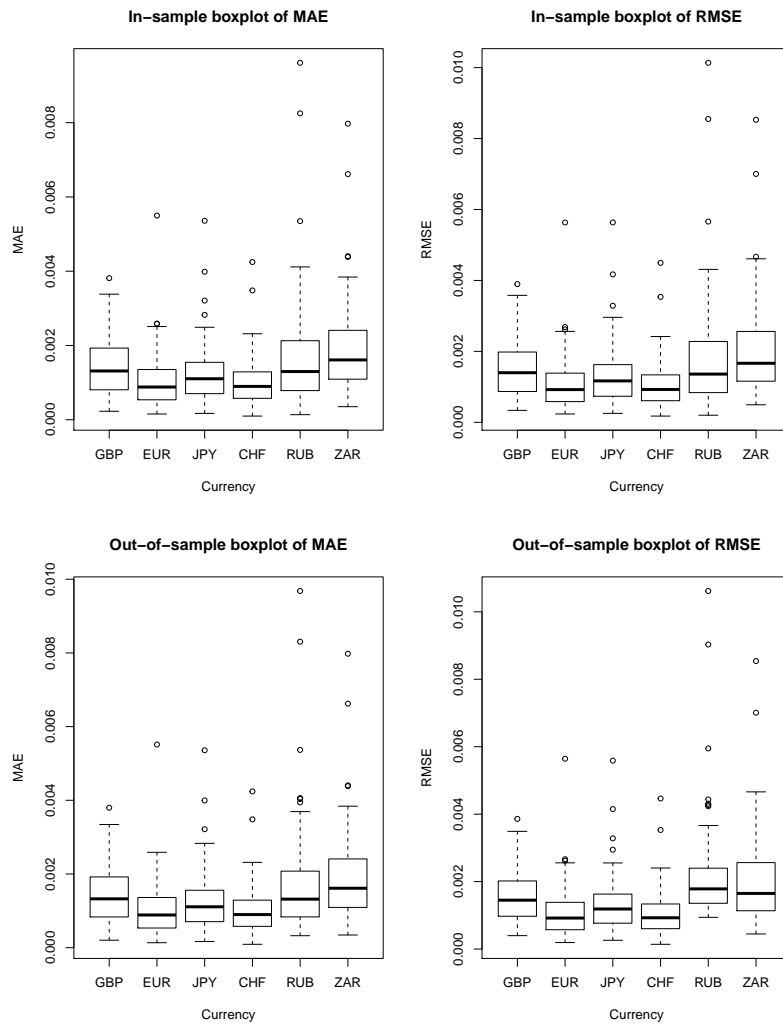 In−sample boxplot of MAE
MAE
0.000
0.002
0.004
0.006
0.008
GBP EUR JPY CHF RUB ZAR
Currency
In−sample boxplot of RMSE
RMSE
0.000
0.002
0.004
0.006
0.008
0.010
GBP EUR JPY CHF RUB ZAR
Currency
Out−of−sample boxplot of MAE
MAE
0.000
0.002
0.004
0.006
0.008
0.010
GBP EUR JPY CHF RUB ZAR
Currency
Out−of−sample boxplot of RMSE
RMSE
0.000
0.002
0.004
0.006
0.008
0.010
GBP EUR JPY CHF RUB ZAR
Currency